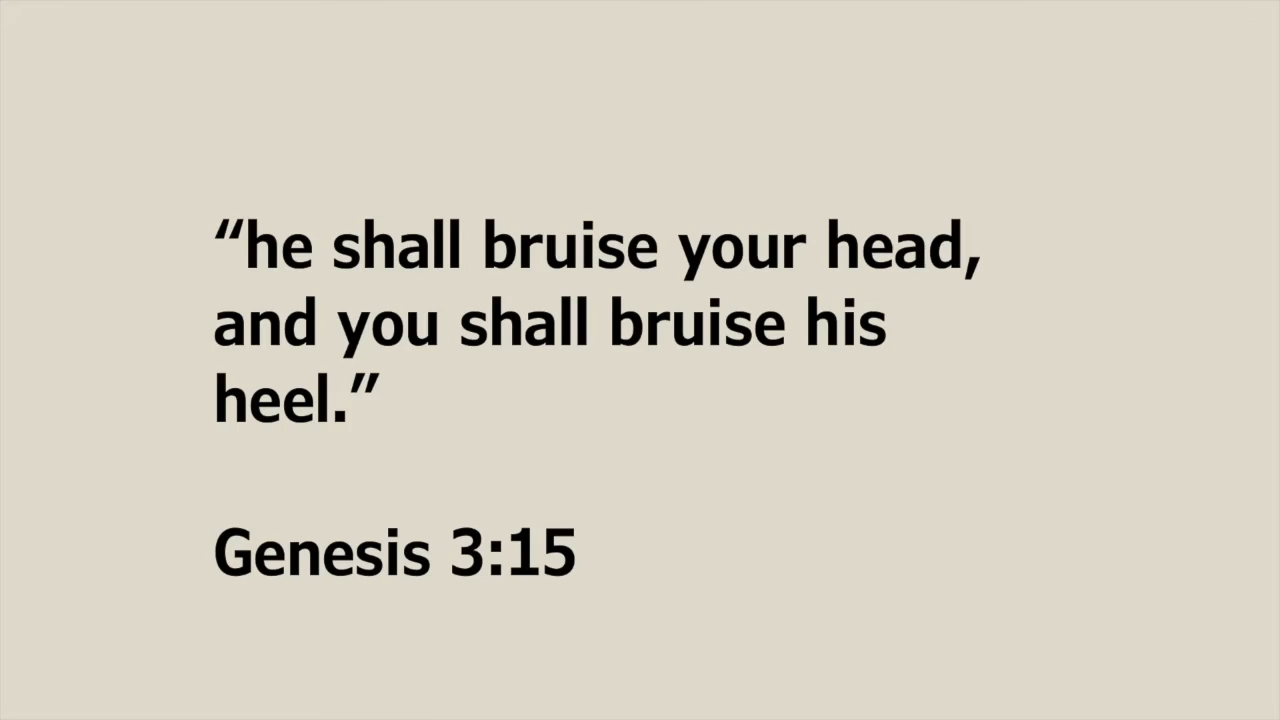 “he shall bruise your head,
and you shall bruise his
heel.”
Genesis 3:15